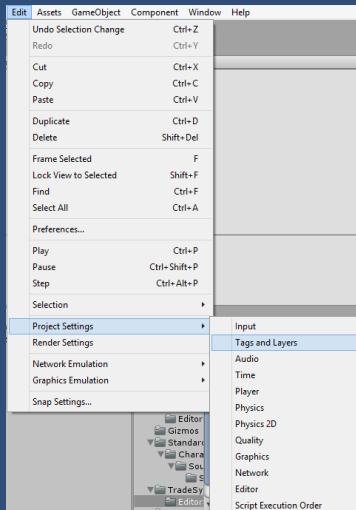 Edit Assets GameObject Component Window Help
Undo Selection Change Ctrl+Z
Redo Ctrl+Y
Cut Ctrl+X
Copy Ctrl+C
Paste Ctrl+V
Duplicate Ctrl+D
Delete Shift+Del
Frame Selected F
Lock View to Selected Shift+F
Find Ctrl+F
Select All Ctrl+A
Preferences...
Play Ctrl+P
Pause Ctrl+Shift+P
Step Ctrl+Alt+P
Selection
Project Settings
Render Settings
Network Emulation
Graphics Emulation
Snap Settings...
Input
Tags and Layers
Audio
Time
Player
Physics
Physics 2D
Quality
Graphics
Network
Editor
Script Execution Order
Editor
Gizmos
Standard
Chara
Sou
S
TradeSy
Editor